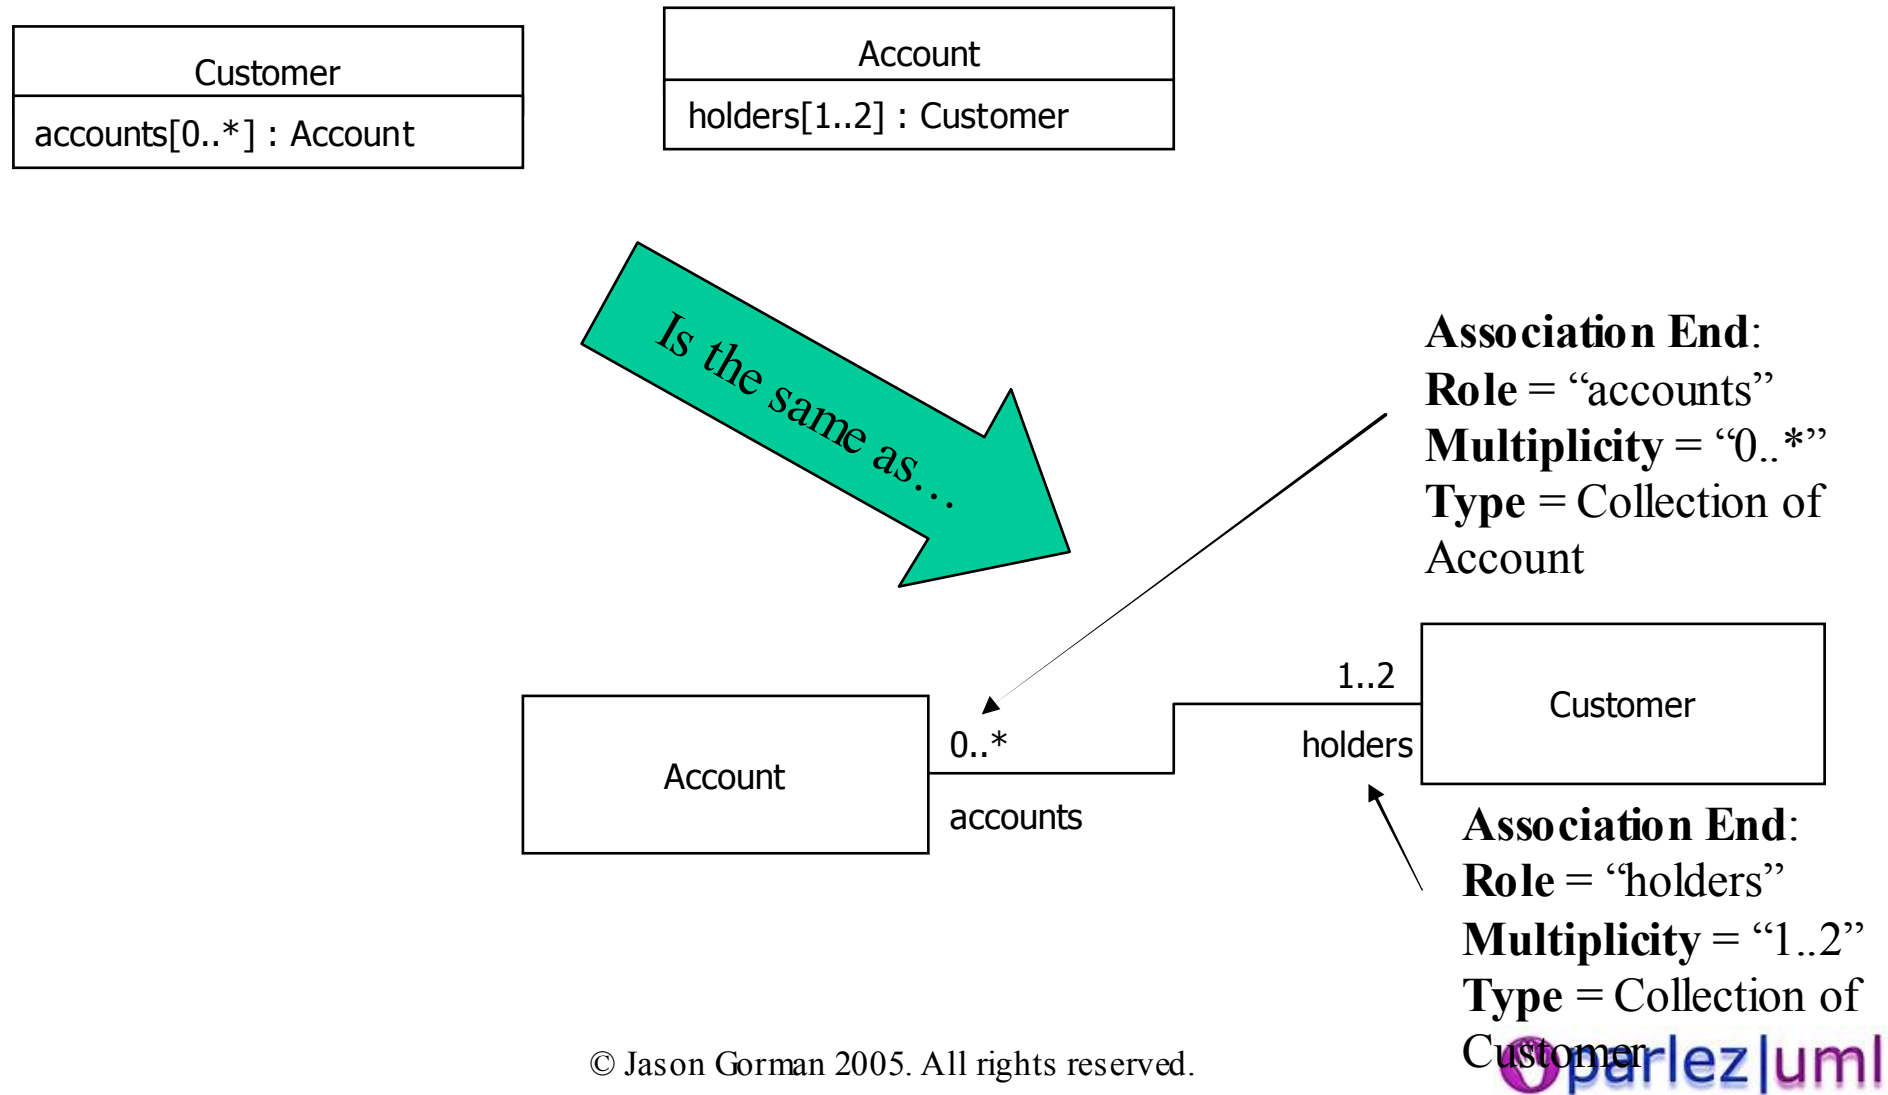 Customer
accounts[0..*] : Account
Account
holders[1..2] : Customer
Is the same as…
Association End:
Role = “accounts”
Multiplicity = “0..*”
Type = Collection of
Account
1..2
Customer
0..*
holders
Account
accounts
Association End:
Role = “holders”
Multiplicity = “1..2”
Type = Collection of
Customer
© Jason Gorman 2005. All rights reserved.
parlez|uml